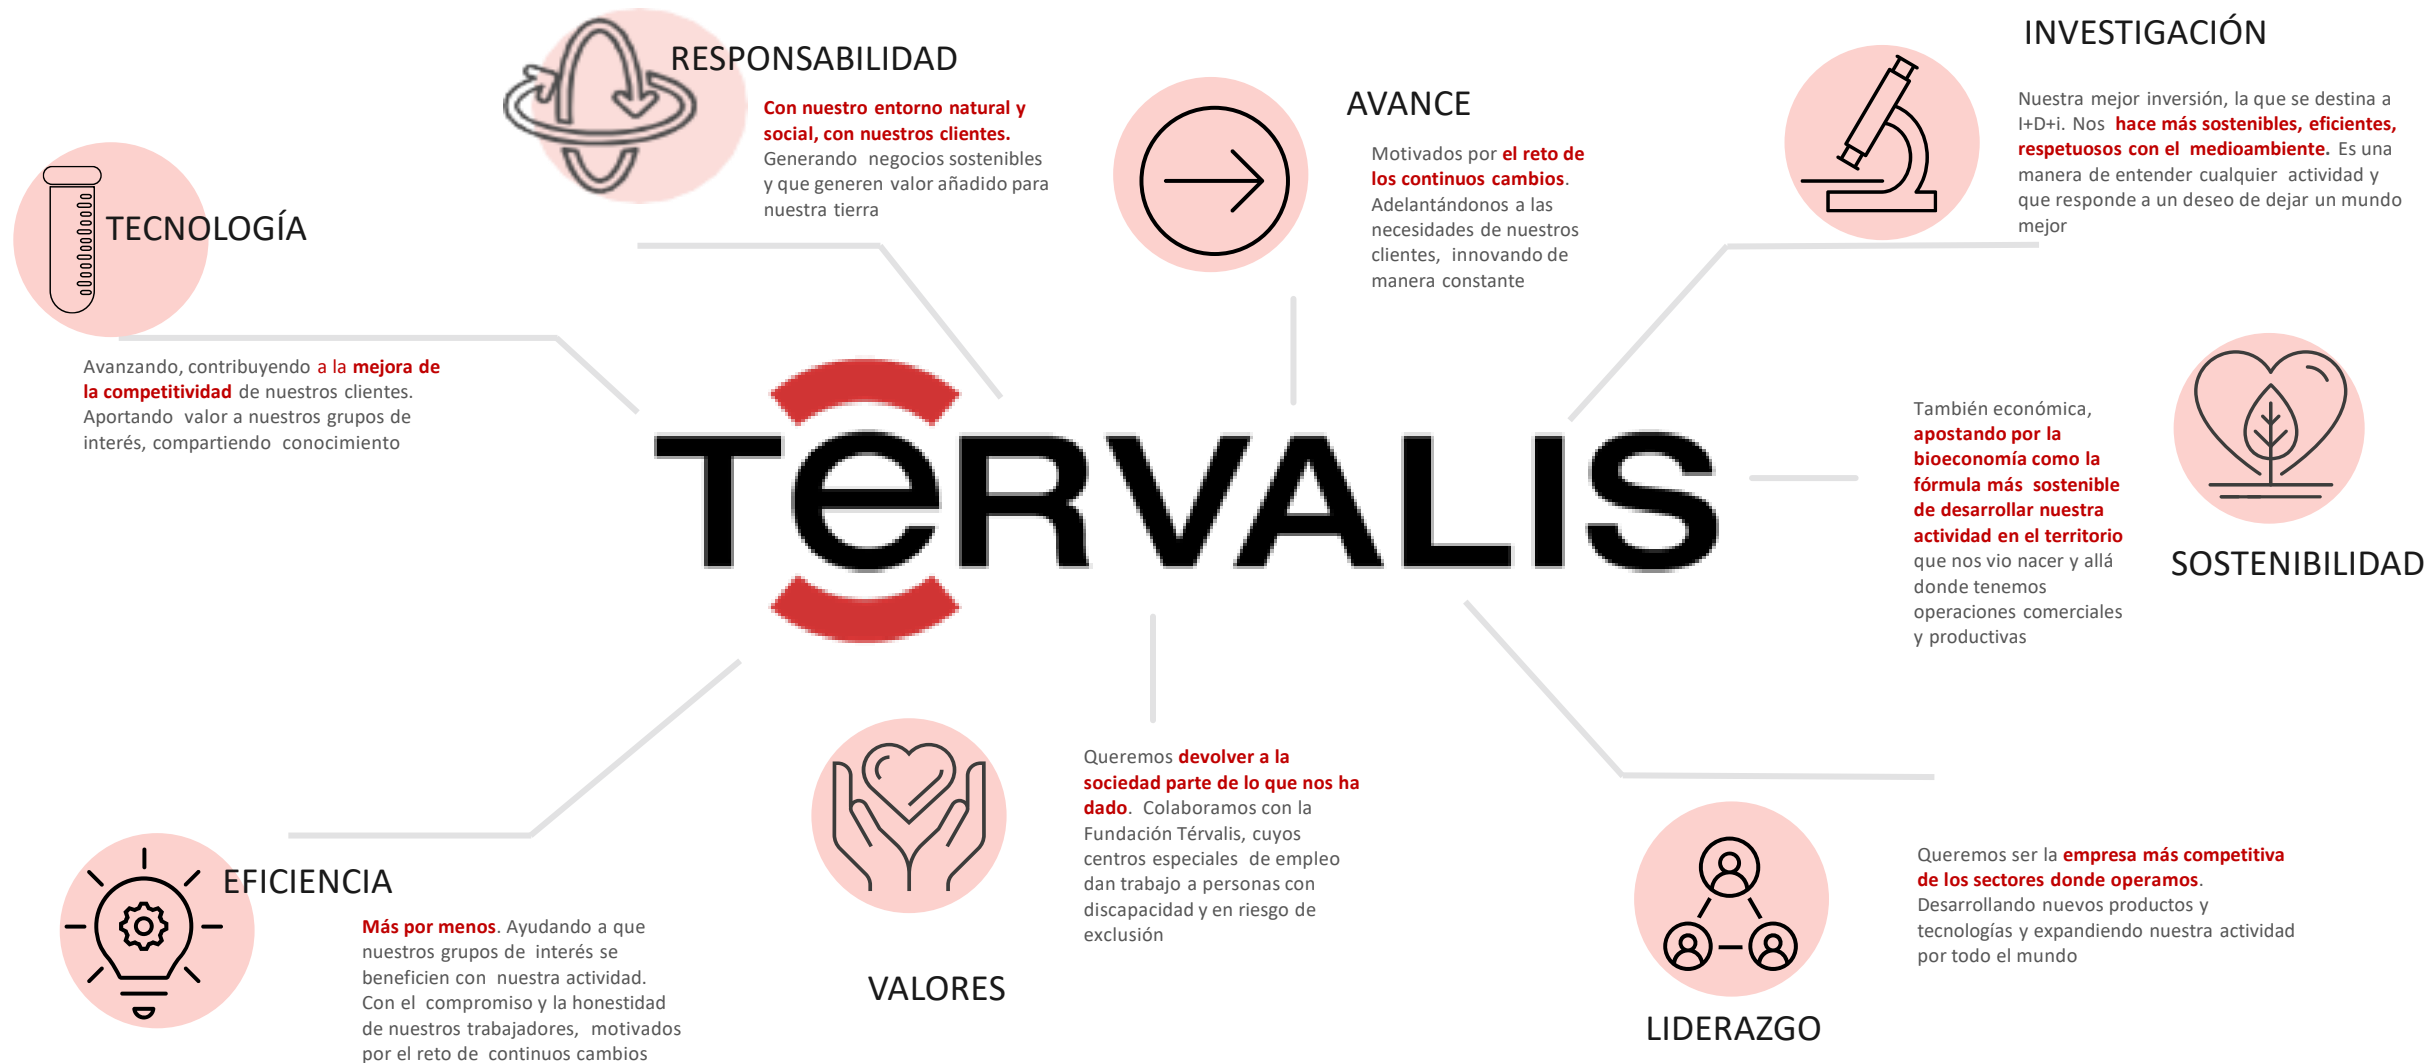 RESPONSABILIDAD
Con nuestro entorno natural y
social, con nuestros clientes.
Generando negocios sostenibles
y que generen valor añadido para
nuestra tierra
AVANCE
Motivados por el reto de
los continuos cambios.
Adelantándonos a las
necesidades de nuestros
clientes, innovando de
manera constante
INVESTIGACIÓN
Nuestra mejor inversión, la que se destina a
I+D+i. Nos hace más sostenibles, eficientes,
respetuosos con el medioambiente. Es una
manera de entender cualquier actividad y
que responde a un deseo de dejar un mundo
mejor
TECNOLOGÍA
Avanzando, contribuyendo a la mejora de
la competitividad de nuestros clientes.
Aportando valor a nuestros grupos de
interés, compartiendo conocimiento
TeRVALIS
También económica,
apostando por la
bioeconomía como la
fórmula más sostenible
de desarrollar nuestra
actividad en el territorio
que nos vio nacer y allá
donde tenemos
operaciones comerciales
y productivas
SOSTENIBILIDAD
EFICIENCIA
Más por menos. Ayudando a que
nuestros grupos de interés se
beneficien con nuestra actividad.
Con el compromiso y la honestidad
de nuestros trabajadores, motivados
por el reto de continuos cambios
Queremos devolver a la
sociedad parte de lo que nos ha
dado. Colaboramos con la
Fundación Térvalis, cuyos
centros especiales de empleo
dan trabajo a personas con
discapacidad y en riesgo de
exclusión
VALORES
Queremos ser la empresa más competitiva
de los sectores donde operamos.
Desarrollando nuevos productos y
tecnologías y expandiendo nuestra actividad
por todo el mundo
LIDERAZGO